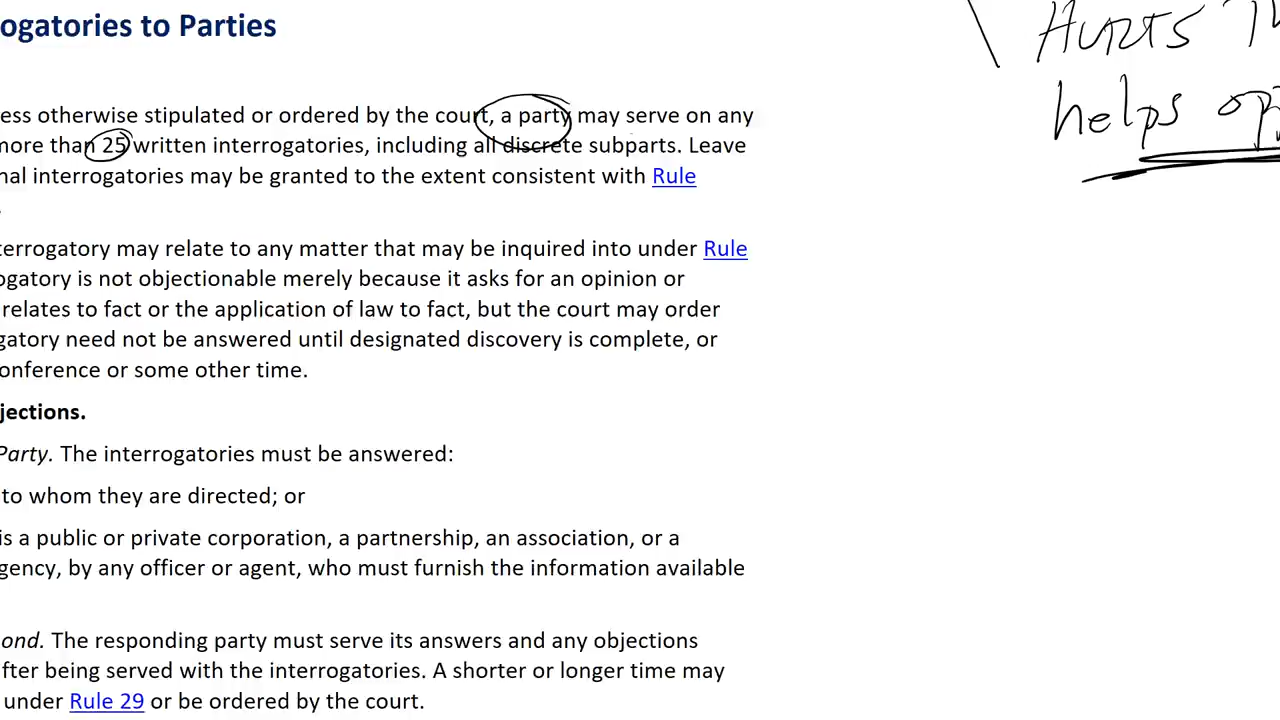 ogatories to Parties
HURTS
helps op
ess otherwise stipulated or ordered by the court, a party may serve on any
more than 25 written interrogatories, including all discrete subparts. Leave
nal interrogatories may be granted to the extent consistent with Rule
.
terrogatory may relate to any matter that may be inquired into under Rule
ogatory is not objectionable merely because it asks for an opinion or
relates to fact or the application of law to fact, but the court may order
gatory need not be answered until designated discovery is complete, or
onference or some other time.
jections.
Party. The interrogatories must be answered:
to whom they are directed; or
is a public or private corporation, a partnership, an association, or a
gency, by any officer or agent, who must furnish the information available
ond. The responding party must serve its answers and any objections
fter being served with the interrogatories. A shorter or longer time may
under Rule 29 or be ordered by the court.